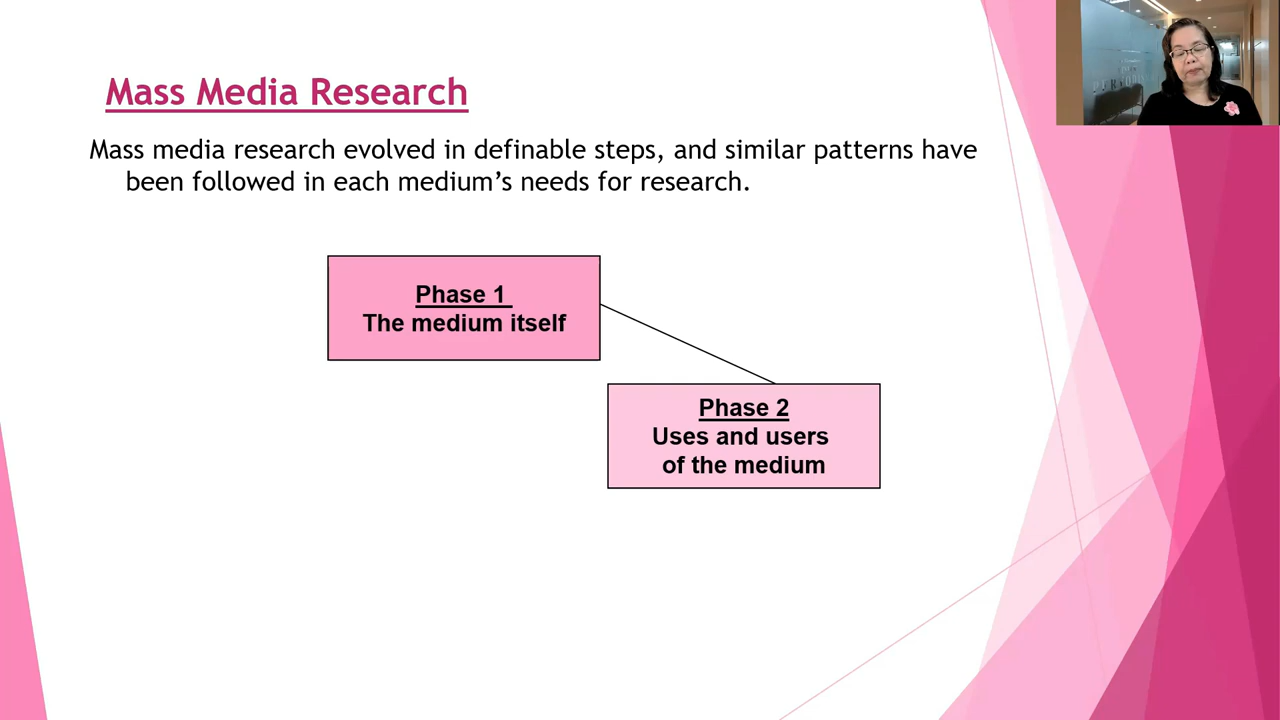 Mass Media Research
Mass media research evolved in definable steps, and similar patterns have
been followed in each medium’s needs for research.
Phase 1
The medium itself
Phase 2
Uses and users
of the medium